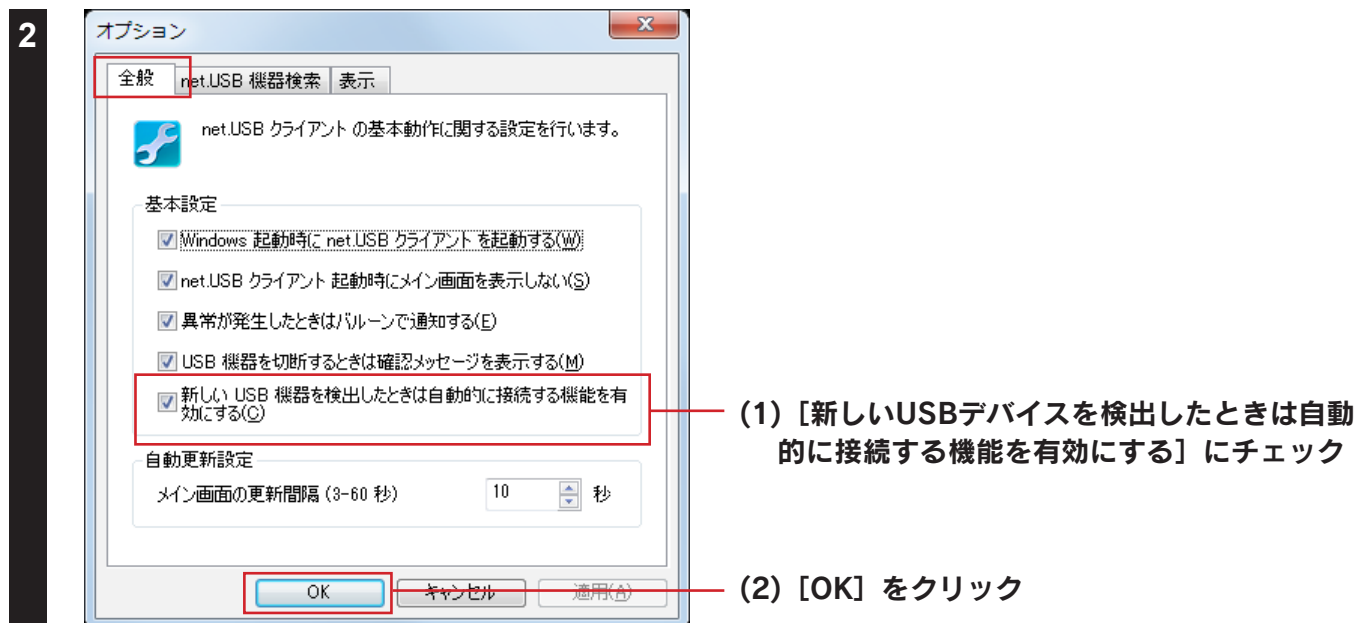 2
オプション
全般
net.USB 機器検索
表示
net.USB クライアント の基本動作に関する設定を行います。
基本設定
Windows 起動時に net.USB クライアント を起動する(W)
net.USB クライアント 起動時にメイン画面を表示しない(S)
異常が発生したときはバルーンで通知する(E)
USB 機器を切断するときは確認メッセージを表示する(M)
新しい USB 機器を検出したときは自動的に接続する機能を有
効にする(C)
(1)［新しいUSBデバイスを検出したときは自動
的に接続する機能を有効にする］にチェック
自動更新設定
メイン画面の更新間隔 (3-60 秒)
10
秒
OK
キャンセル
適用(A)
(2)［OK］をクリック